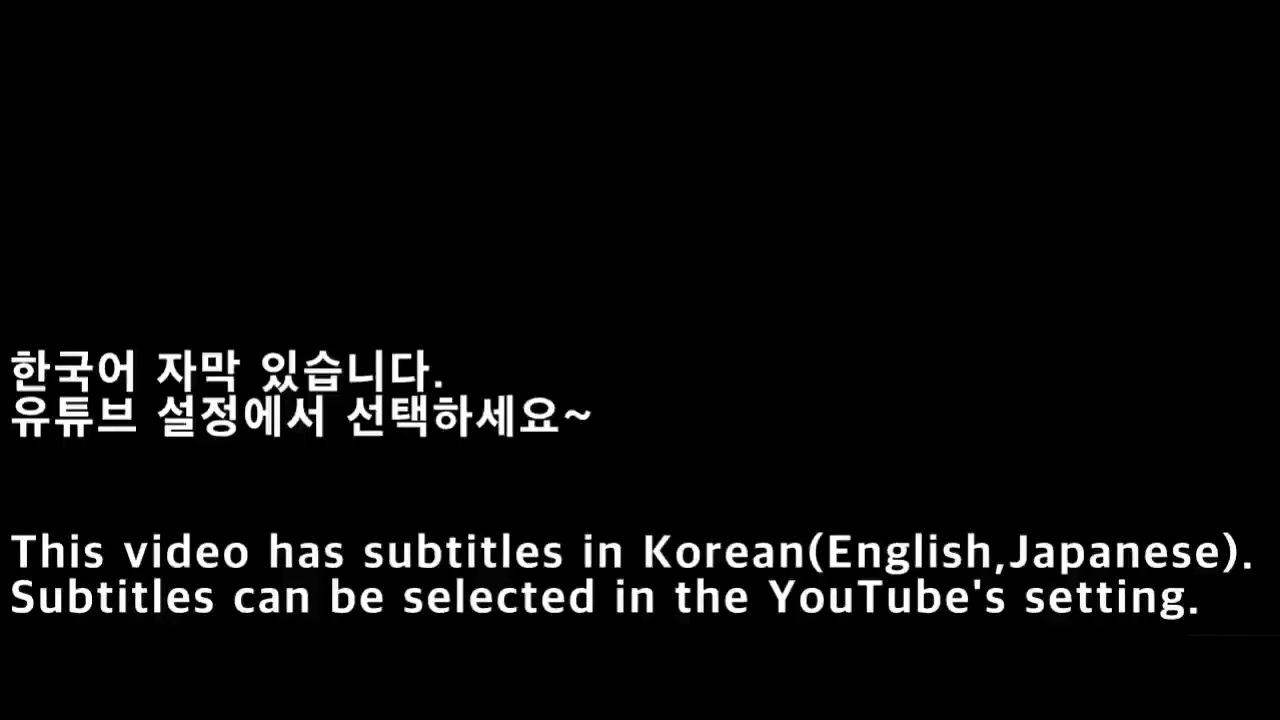 한국어 자막 있습니다.
유튜브 설정에서 선택하세요~
This video has subtitles in Korean(English,Japanese).
Subtitles can be selected in the YouTube's setting.